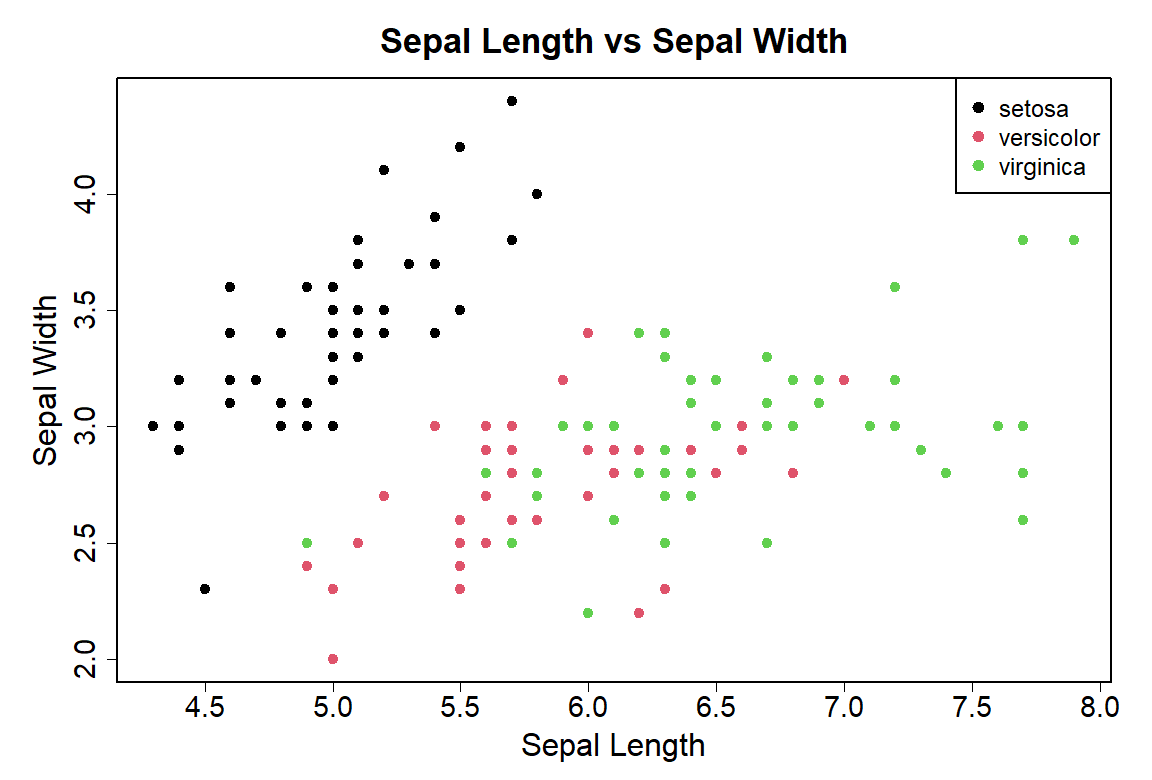 Sepal Length vs Sepal Width
setosa
versicolor
virginica
Sepal Width
4.0
3.5
3.0
2.5
2.0
4.5 5.0 5.5 6.0 6.5 7.0 7.5 8.0
Sepal Length